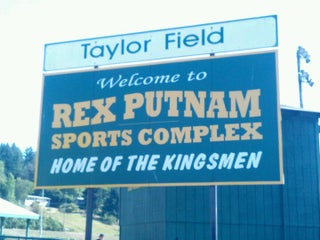 Taylor Field
Welcome to
REX PUTNAM
SPORTS COMPLEX
HOME OF THE KINGSMEN